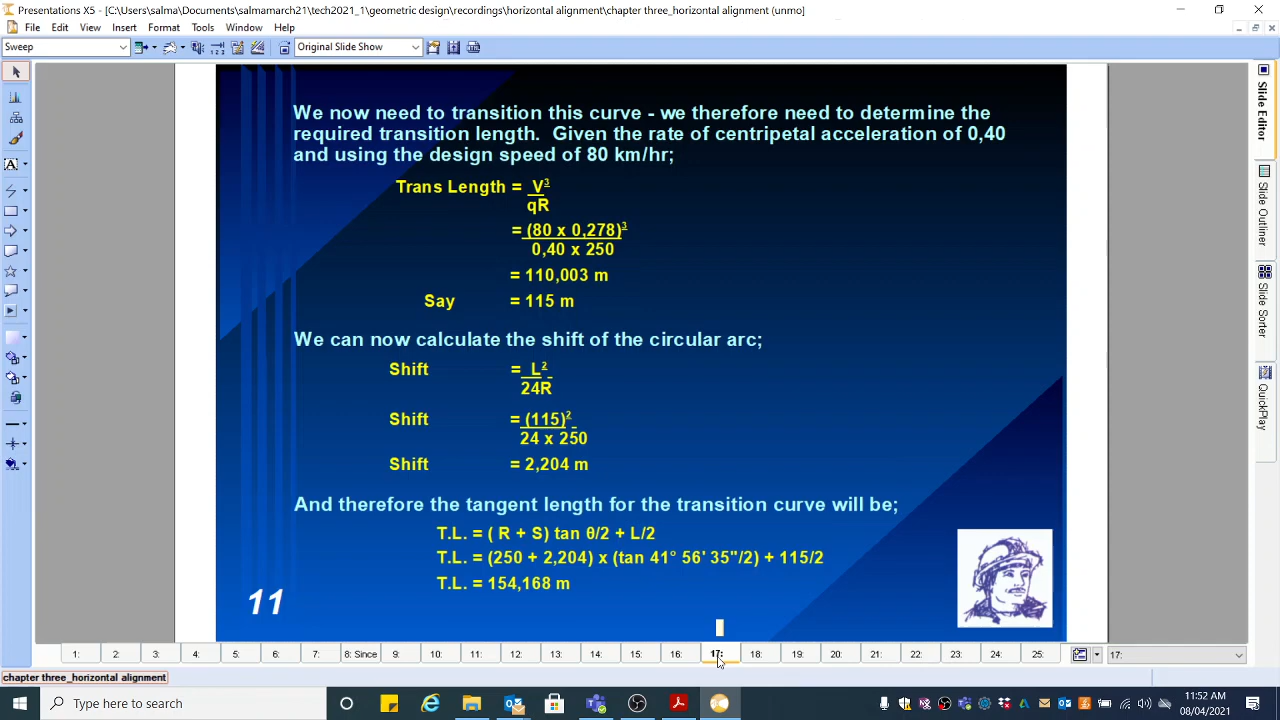 Presentations X5 - [C:\Users\salma\march21\tech2021_1\geometric design\recordings\horizontal alignment\chapter three_horizontal alignment (unmo)
File Edit View Insert Format Tools Window Help
Sweep
Original Slide Show
We now need to transition this curve - we therefore need to determine the
required transition length. Given the rate of centripetal acceleration of 0,40
and using the design speed of 80 km/hr;
Trans Length = V³
qR
= (80 x 0,278)³
0,40 x 250
= 110,003 m
Say = 115 m
We can now calculate the shift of the circular arc;
Shift = L²
24R
Shift = (115)²
24 x 250
Shift = 2,204 m
And therefore the tangent length for the transition curve will be;
T.L. = ( R + S) tan θ/2 + L/2
T.L. = (250 + 2,204) x (tan 41° 56' 35"/2) + 115/2
T.L. = 154,168 m
11
Slide Editor
Slide Outliner
Slide Sorter
QuickPlay
1: 2: 3: 4: 5: 6: 7: 8: Since 9: 10: 11: 12: 13: 14: 15: 16: 17: 18: 19: 20: 21: 22: 23: 24: 25: 17:
chapter three_horizontal alignment
Type here to search
11:52 AM
08/04/2021